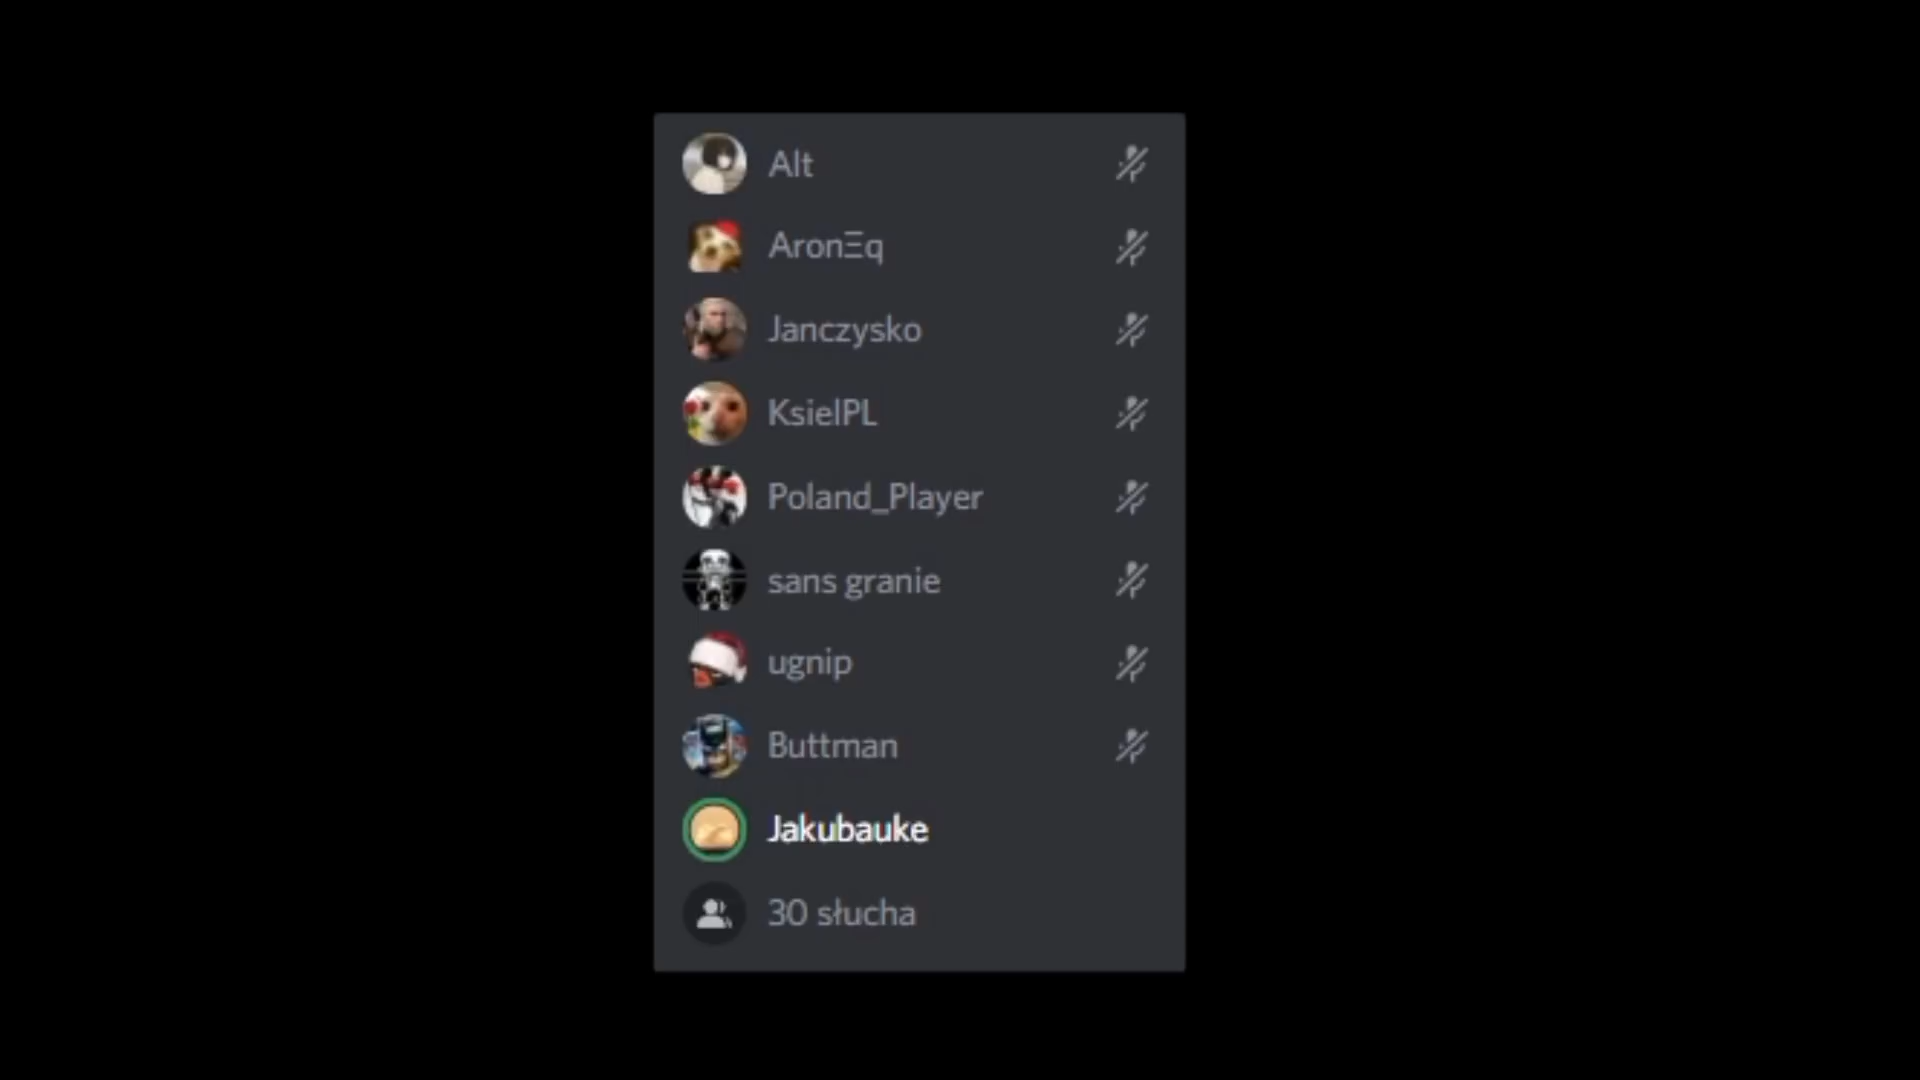 Alt
AronΞq
Janczysko
KsielPL
Poland_Player
sans granie
ugnip
Buttman
Jakubauke
30 słucha